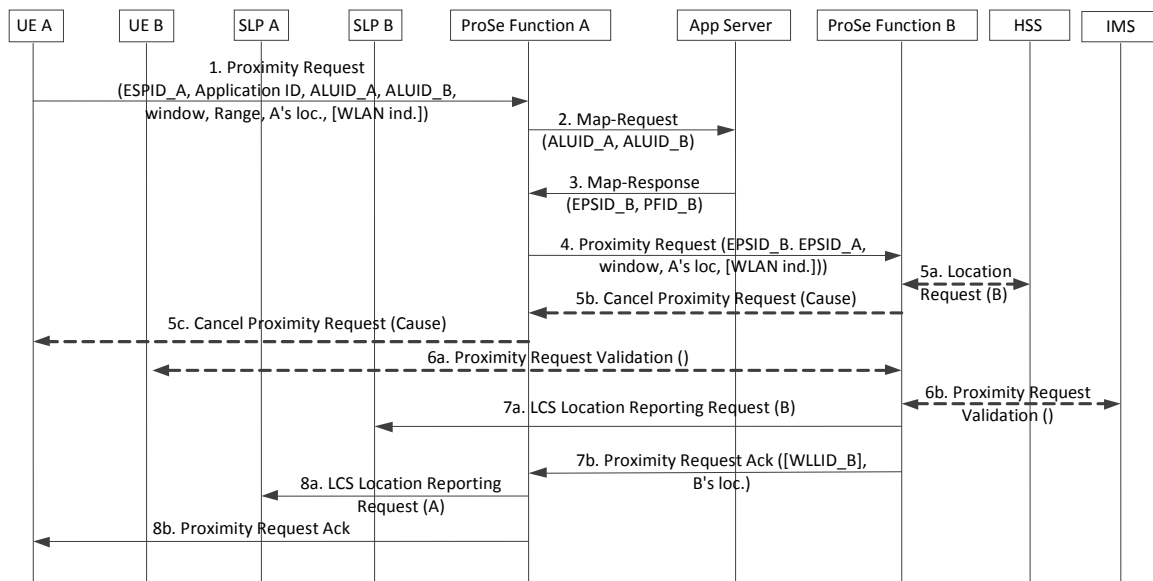 UE A
UE B
SLP A
SLP B
ProSe Function A
App Server
ProSe Function B
HSS
IMS
1. Proximity Request
(ESPID_A, Application ID, ALUID_A, ALUID_B,
window, Range, A's loc., [WLAN ind.])
2. Map-Request
(ALUID_A, ALUID_B)
3. Map-Response
(EPSID_B, PFID_B)
4. Proximity Request (EPSID_B. EPSID_A,
window, A's loc, [WLAN ind.]))
5a. Location
Request (B)
5b. Cancel Proximity Request (Cause)
5c. Cancel Proximity Request (Cause)
6a. Proximity Request Validation ()
6b. Proximity Request
Validation ()
7a. LCS Location Reporting Request (B)
7b. Proximity Request Ack ([WLLID_B],
B's loc.)
8a. LCS Location Reporting
Request (A)
8b. Proximity Request Ack